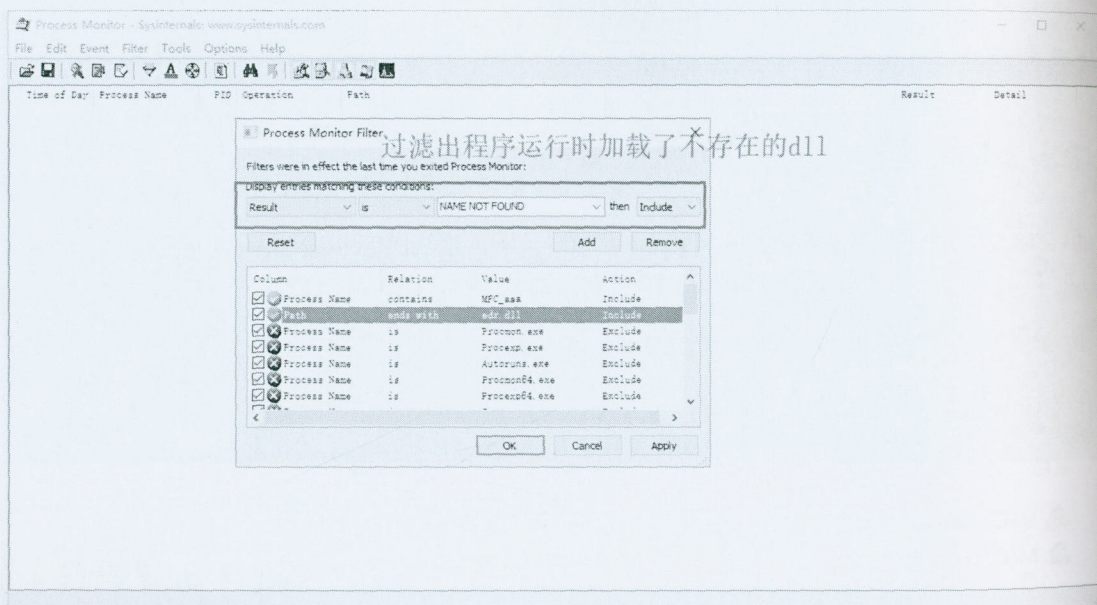 Process Monitor - Sysinternals: www.sysinternals.com
File Edit Event Filter Tools Options Help
Time of Day Process Name PID Operation Path Result Detail
Process Monitor Filter
过滤出程序运行时加载了不存在的dll
Filters were in effect the last time you exited Process Monitor:
Display entries matching these conditions:
Result is NAME NOT FOUND then Include
Reset Add Remove
Column Relation Value Action
Process Name contains MFC_aaa Include
Path ends with edr.dll Include
Process Name is Procmon.exe Exclude
Process Name is Procexp.exe Exclude
Process Name is Autoruns.exe Exclude
Process Name is Procmon64.exe Exclude
Process Name is Procexp64.exe Exclude
OK Cancel Apply